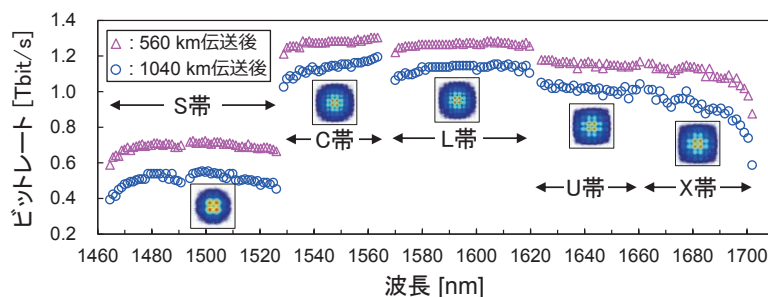 ビットレート [Tbit/s]
1.4
1.2
1.0
0.8
0.6
0.4
0.2
△ : 560 km伝送後
○ : 1040 km伝送後
S帯
C帯
L帯
U帯
X帯
1460 1480 1500 1520 1540 1560 1580 1600 1620 1640 1660 1680 1700
波長 [nm]